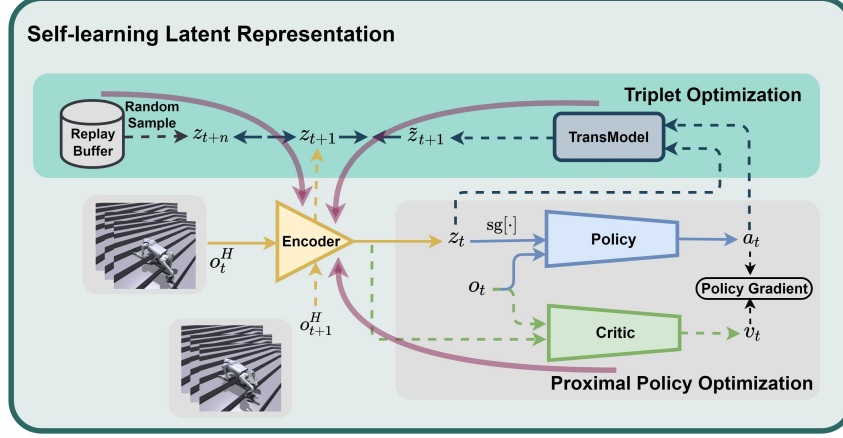 Self-learning Latent Representation
Triplet Optimization
Replay
Buffer
Random
Sample
z_{t+n}
z_{t+1}
z̃_{t+1}
TransModel
o_t^H
Encoder
z_t
sg[·]
Policy
a_t
Policy Gradient
o_t
o_{t+1}^H
Critic
v_t
Proximal Policy Optimization